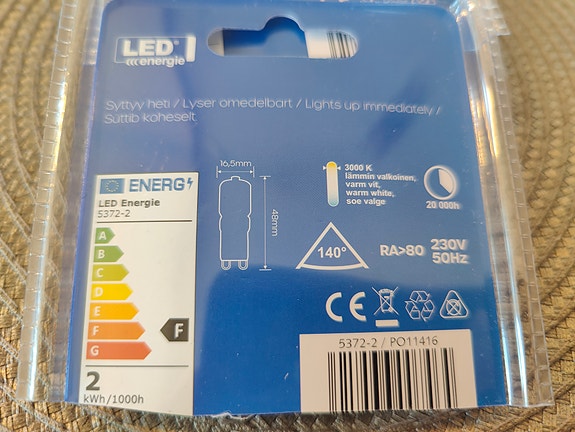 LED
energie
Syttyy heti / Lyser omedelbart / Lights up immediately /
Süttib koheselt
16,5mm
48mm
3000 K
lämmin valkoinen,
varm vit,
warm white,
soe valge
20 000h
140°
RA>80
230V
50Hz
ENERG
LED Energie
5372-2
A
B
C
D
E
F
G
F
2
kWh/1000h
CE
5372-2 / PO11416